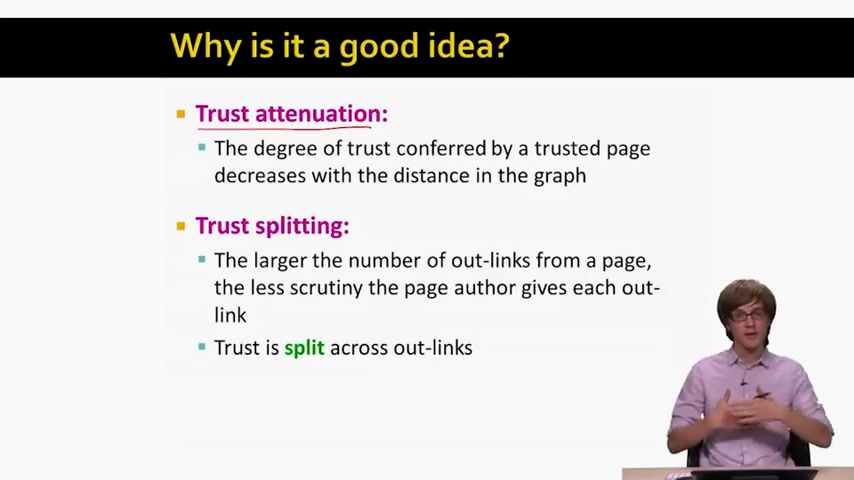 Why is it a good idea?
Trust attenuation:
The degree of trust conferred by a trusted page
decreases with the distance in the graph
Trust splitting:
The larger the number of out-links from a page,
the less scrutiny the page author gives each out-
link
Trust is split across out-links